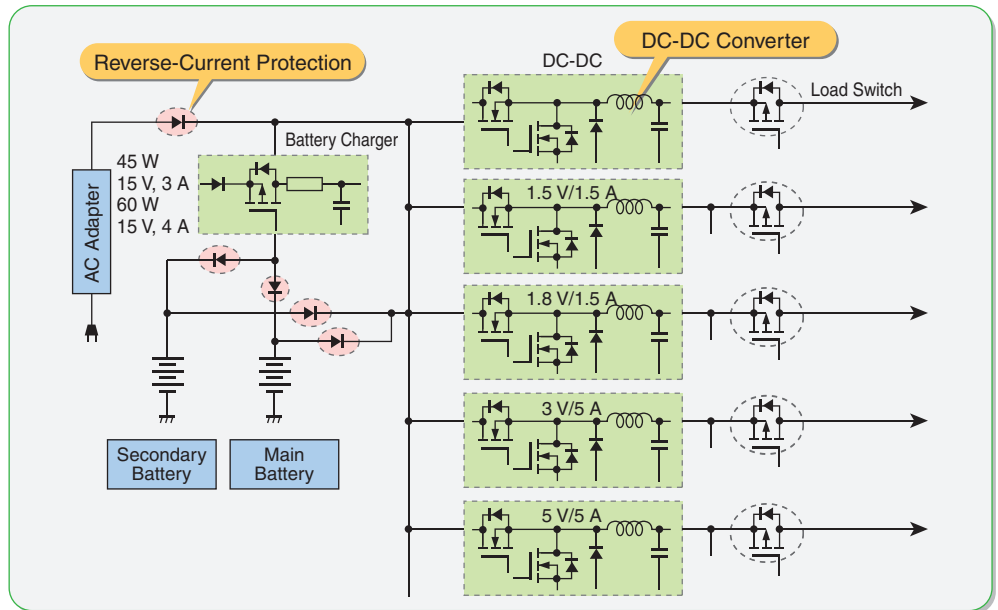 Reverse-Current Protection
DC-DC Converter
DC-DC
Load Switch
Battery Charger
45 W
15 V, 3 A
60 W
15 V, 4 A
AC Adapter
1.5 V/1.5 A
1.8 V/1.5 A
3 V/5 A
5 V/5 A
Secondary
Battery
Main
Battery